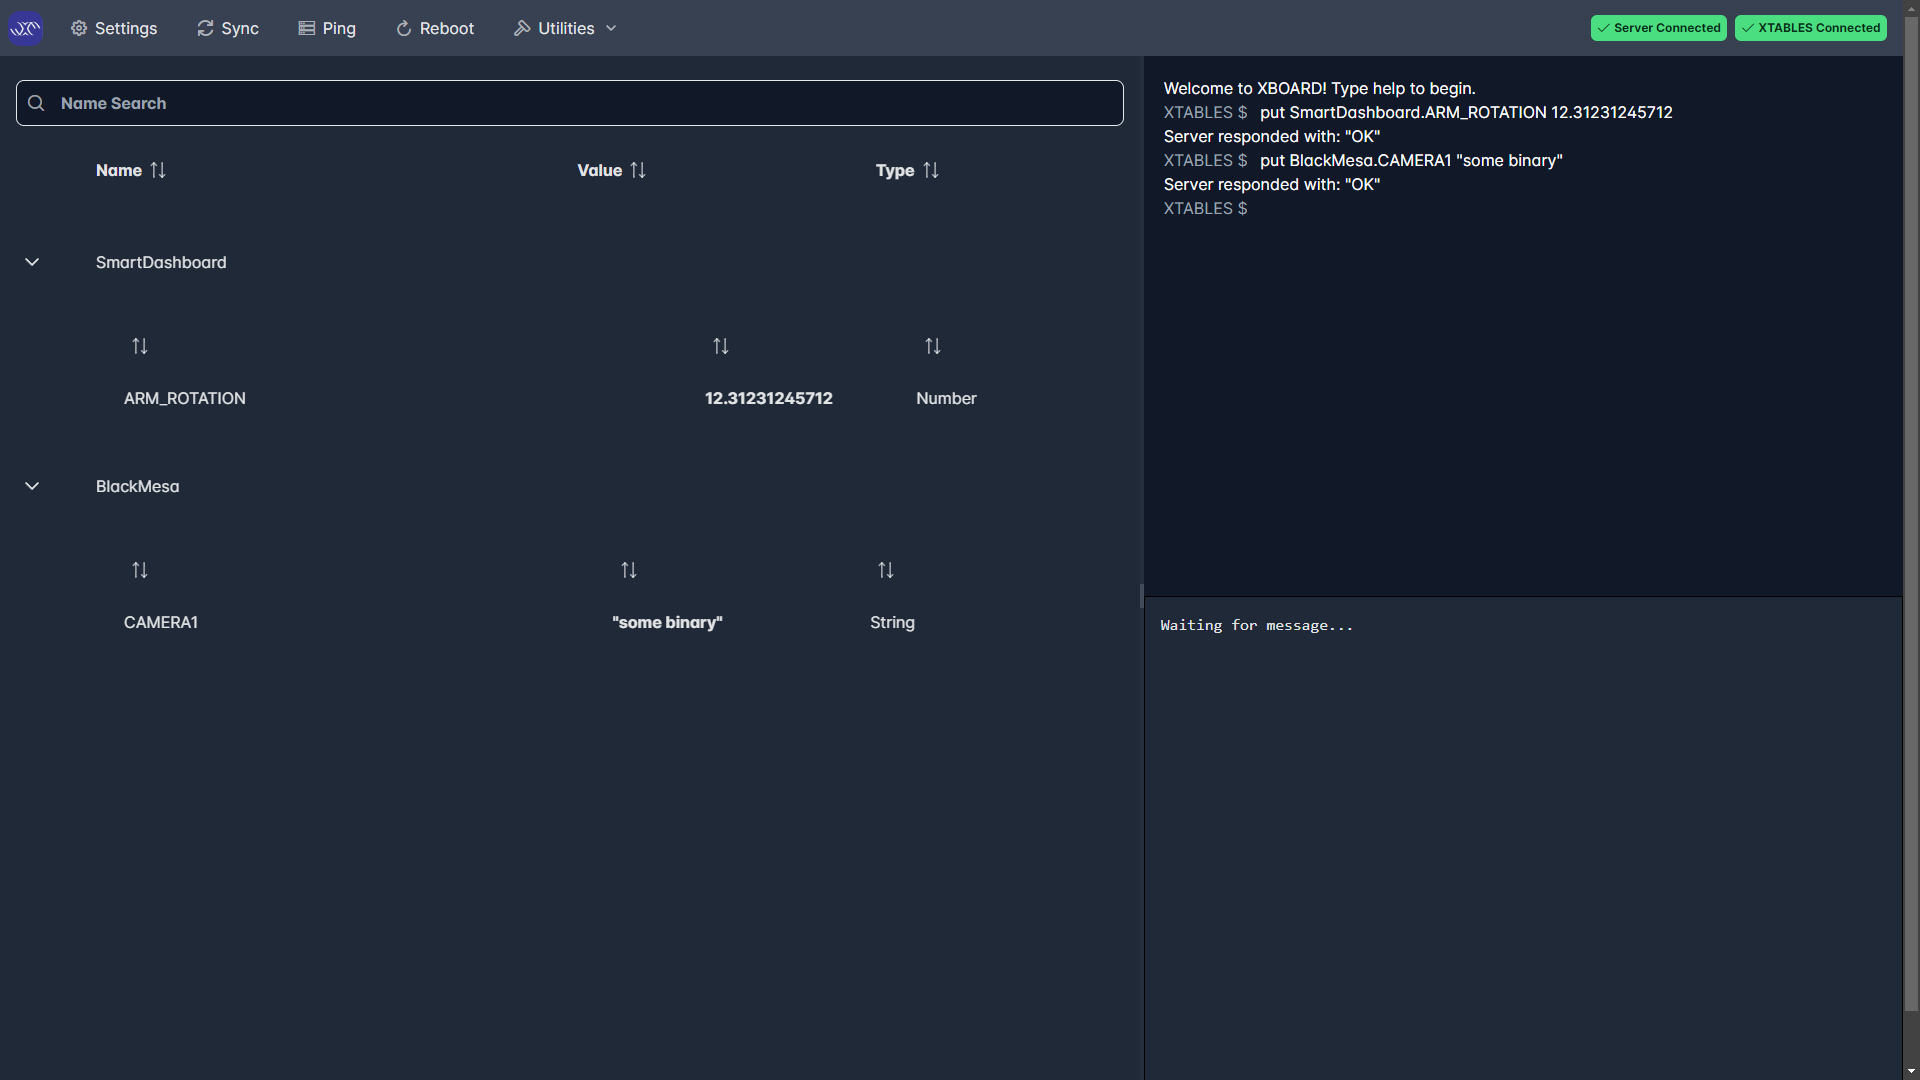 Settings Sync Ping Reboot Utilities
Server Connected XTABLES Connected
Name Search
Name Value Type
SmartDashboard
ARM_ROTATION 12.31231245712 Number
BlackMesa
CAMERA1 "some binary" String
Welcome to XBOARD! Type help to begin.
XTABLES $ put SmartDashboard.ARM_ROTATION 12.31231245712
Server responded with: "OK"
XTABLES $ put BlackMesa.CAMERA1 "some binary"
Server responded with: "OK"
XTABLES $
Waiting for message...